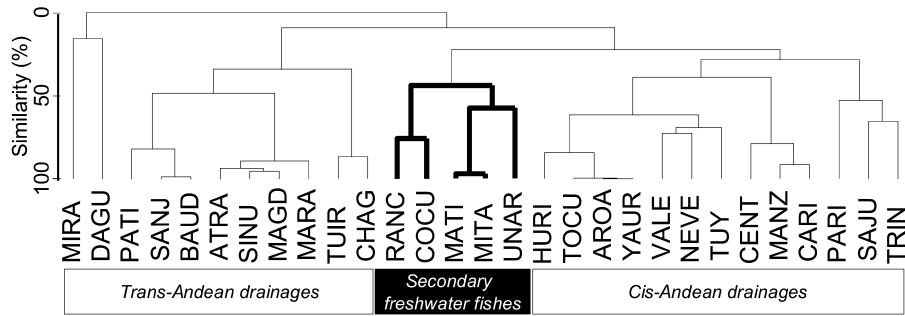 0
50
100
Similarity (%)
MIRA
DAGU
PATI
SANJ
BAUD
ATRA
SINU
MAGD
MARA
TUIR
CHAG
RANC
COCU
MATI
MITA
UNAR
HURI
TOCU
AROA
YAUR
VALE
NEVE
TUY
CENT
MANZ
CARI
PARI
SAJU
TRIN
Trans-Andean drainages
Secondary
freshwater fishes
Cis-Andean drainages